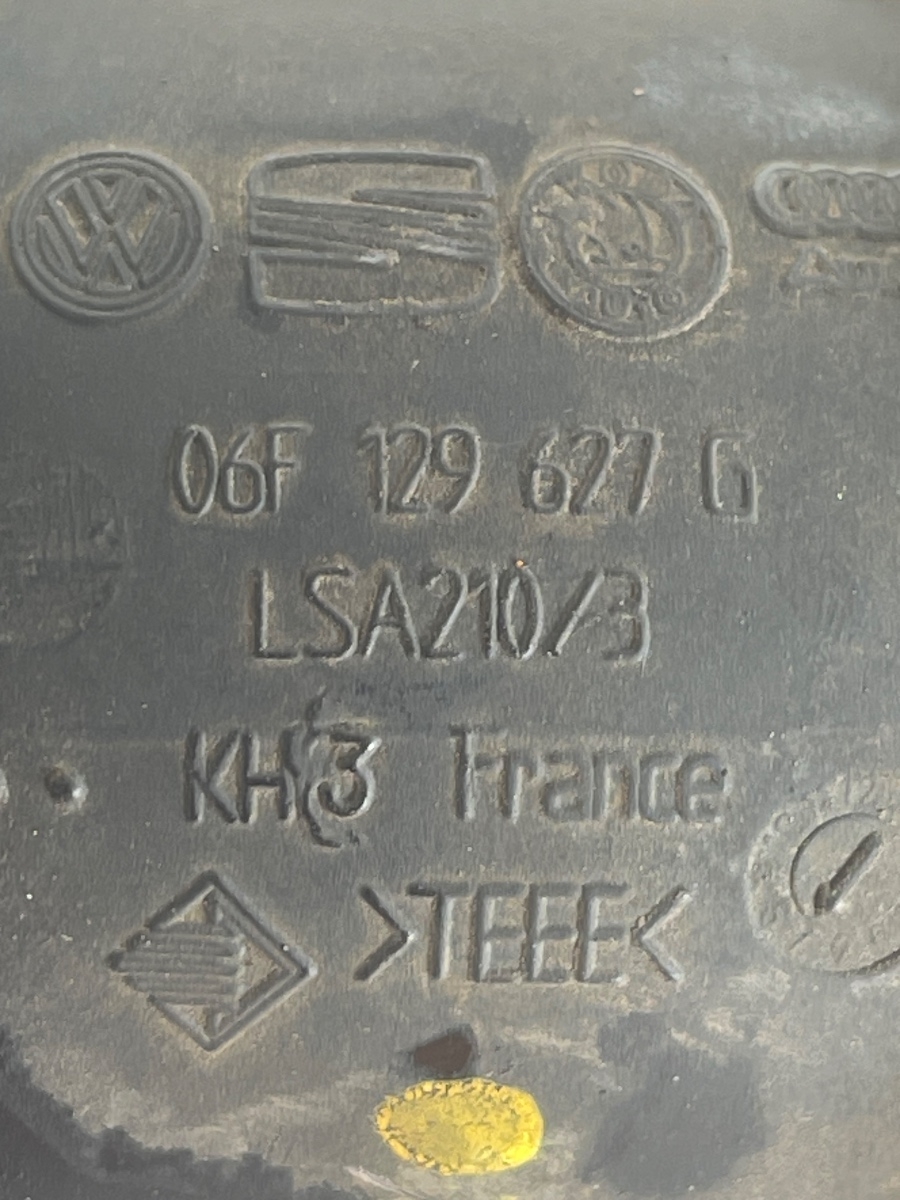 06F 129 627 G
LSA210/3
KH3 France
>TEEE<